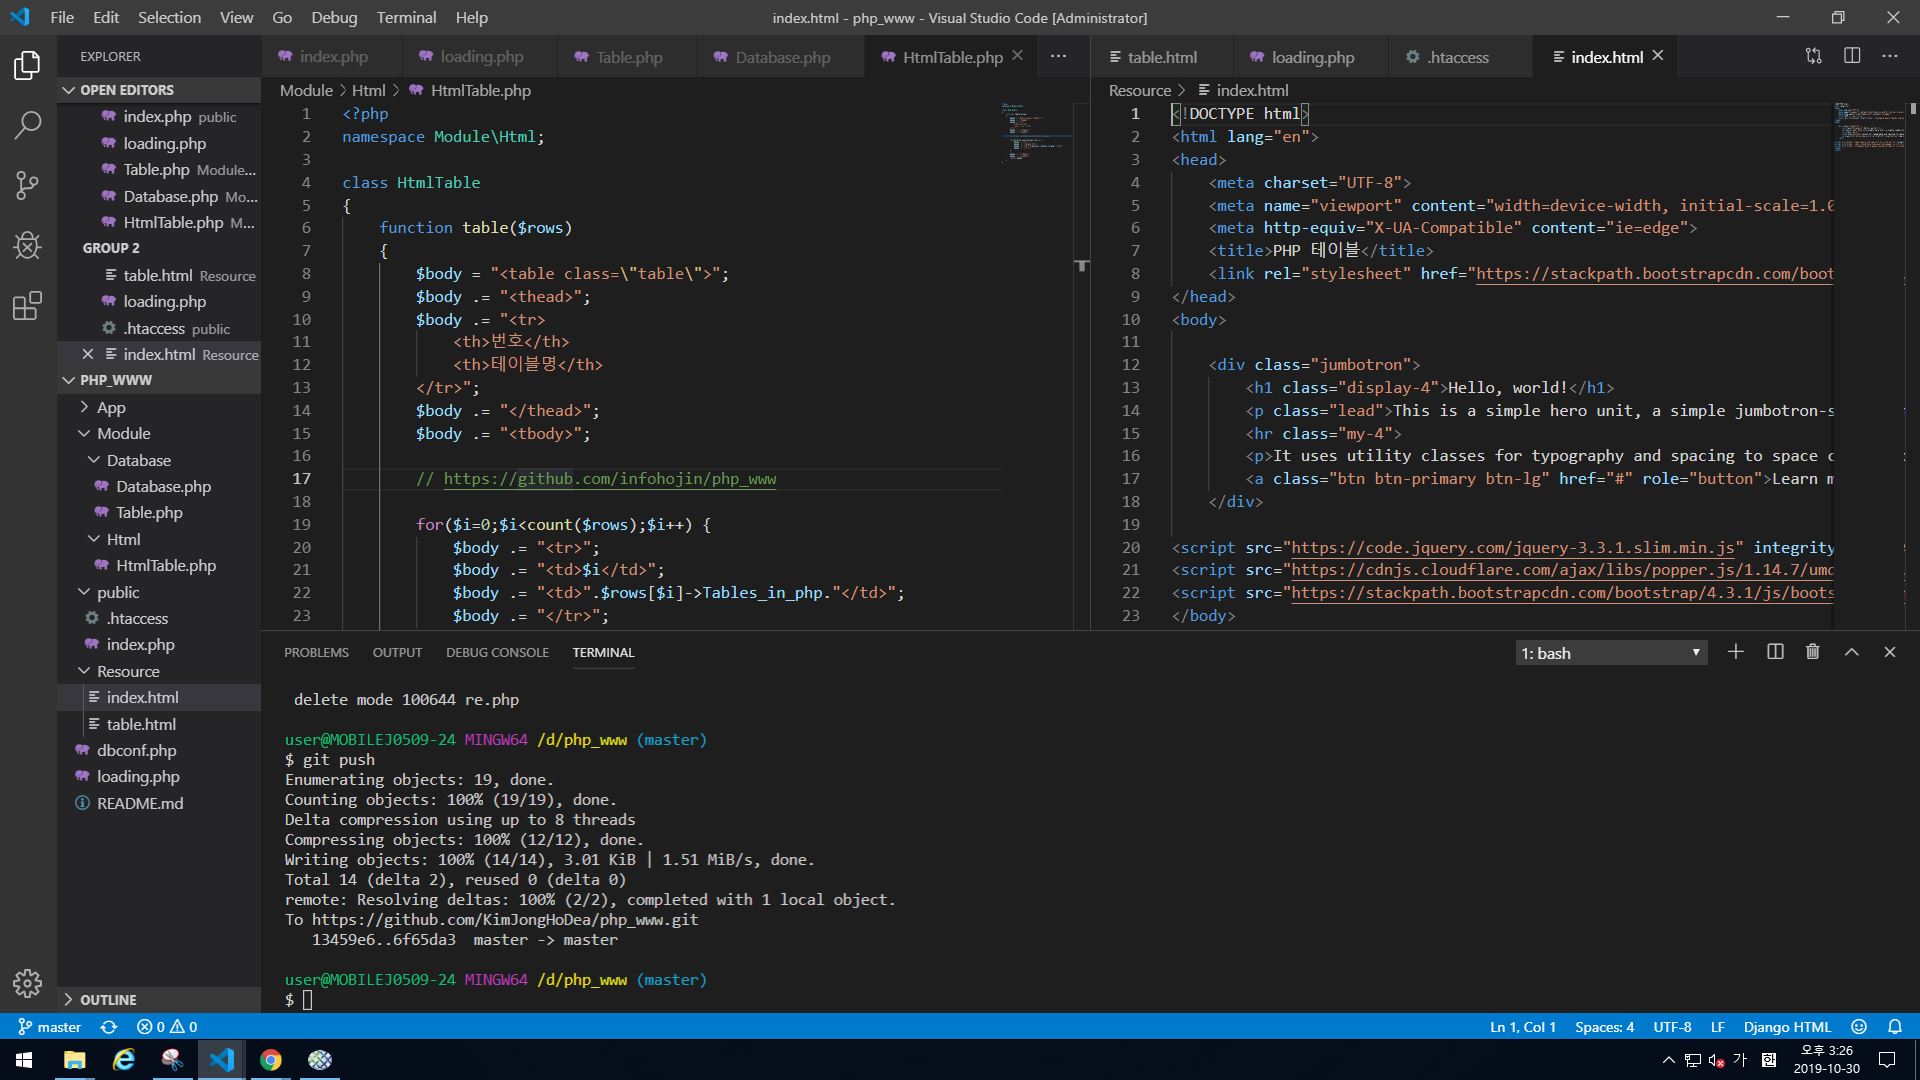 File Edit Selection View Go Debug Terminal Help
index.html - php_www - Visual Studio Code [Administrator]
EXPLORER
OPEN EDITORS
index.php public
loading.php
Table.php Module...
Database.php Mo...
HtmlTable.php M...
GROUP 2
table.html Resource
loading.php
.htaccess public
index.html Resource
PHP_WWW
App
Module
Database
Database.php
Table.php
Html
HtmlTable.php
public
.htaccess
index.php
Resource
index.html
table.html
dbconf.php
loading.php
README.md
OUTLINE
index.php loading.php Table.php Database.php HtmlTable.php
Module > Html > HtmlTable.php
1 <?php
2 namespace Module\Html;
3
4 class HtmlTable
5 {
6 function table($rows)
7 {
8 $body = "<table class=\"table\">";
9 $body .= "<thead>";
10 $body .= "<tr>
11 <th>번호</th>
12 <th>테이블명</th>
13 </tr>";
14 $body .= "</thead>";
15 $body .= "<tbody>";
16
17 // https://github.com/infohojin/php_www
18
19 for($i=0;$i<count($rows);$i++) {
20 $body .= "<tr>";
21 $body .= "<td>$i</td>";
22 $body .= "<td>".$rows[$i]->Tables_in_php."</td>";
23 $body .= "</tr>";
table.html loading.php .htaccess index.html
Resource > index.html
1 <!DOCTYPE html>
2 <html lang="en">
3 <head>
4 <meta charset="UTF-8">
5 <meta name="viewport" content="width=device-width, initial-scale=1.0
6 <meta http-equiv="X-UA-Compatible" content="ie=edge">
7 <title>PHP 테이블</title>
8 <link rel="stylesheet" href="https://stackpath.bootstrapcdn.com/boot
9 </head>
10 <body>
11
12 <div class="jumbotron">
13 <h1 class="display-4">Hello, world!</h1>
14 <p class="lead">This is a simple hero unit, a simple jumbotron-s
15 <hr class="my-4">
16 <p>It uses utility classes for typography and spacing to space c
17 <a class="btn btn-primary btn-lg" href="#" role="button">Learn m
18 </div>
19
20 <script src="https://code.jquery.com/jquery-3.3.1.slim.min.js" integrity
21 <script src="https://cdnjs.cloudflare.com/ajax/libs/popper.js/1.14.7/umd
22 <script src="https://stackpath.bootstrapcdn.com/bootstrap/4.3.1/js/boots
23 </body>
PROBLEMS OUTPUT DEBUG CONSOLE TERMINAL
1: bash
delete mode 100644 re.php
user@MOBILEJ0509-24 MINGW64 /d/php_www (master)
$ git push
Enumerating objects: 19, done.
Counting objects: 100% (19/19), done.
Delta compression using up to 8 threads
Compressing objects: 100% (12/12), done.
Writing objects: 100% (14/14), 3.01 KiB | 1.51 MiB/s, done.
Total 14 (delta 2), reused 0 (delta 0)
remote: Resolving deltas: 100% (2/2), completed with 1 local object.
To https://github.com/KimJongHoDea/php_www.git
13459e6..6f65da3 master -> master
user@MOBILEJ0509-24 MINGW64 /d/php_www (master)
$
master 0 0
Ln 1, Col 1 Spaces: 4 UTF-8 LF Django HTML
가 한
오후 3:26
2019-10-30